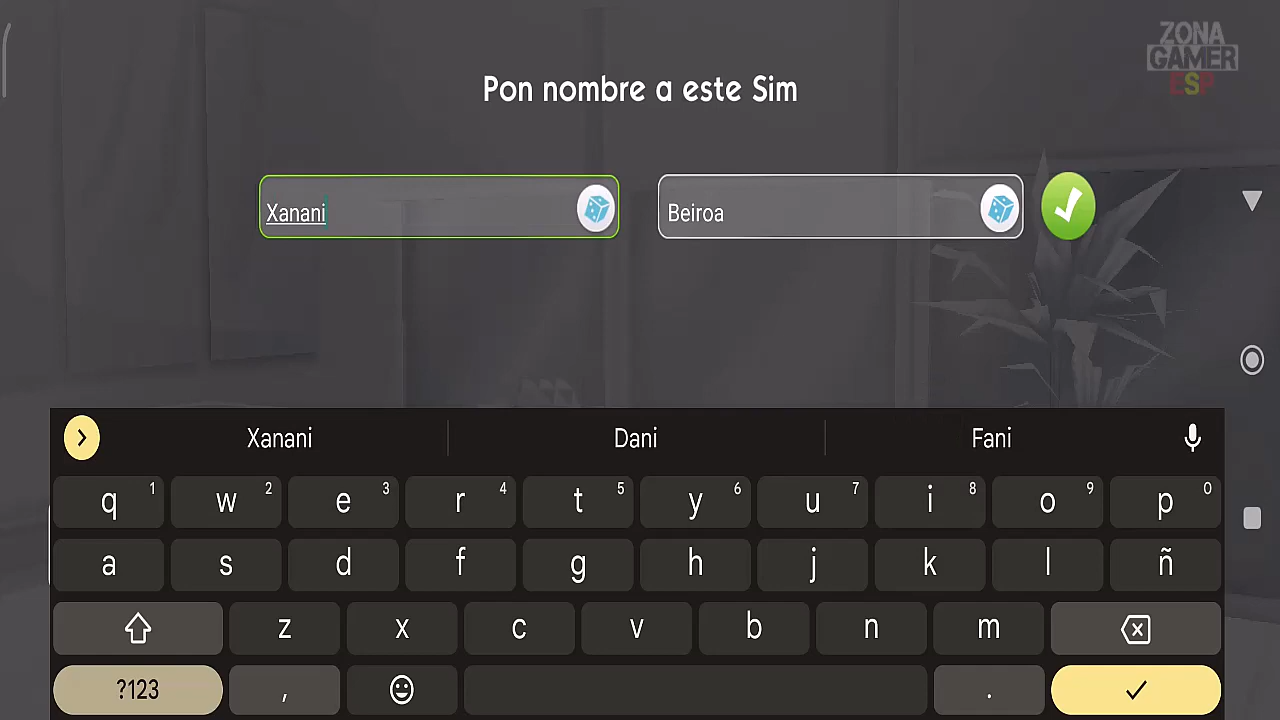 ZONA
GAMER
ESP
Pon nombre a este Sim
Xanani
Beiroa
Xanani Dani Fani
q 1 w 2 e 3 r 4 t 5 y 6 u 7 i 8 o 9 p 0
a s d f g h j k l ñ
z x c v b n m
?123 , .